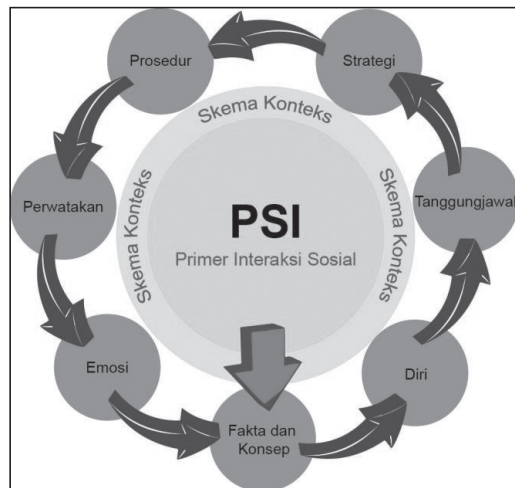 Prosedur
Strategi
Skema Konteks
Skema Konteks
Skema Konteks
Perwatakan
PSI
Primer Interaksi Sosial
Tanggungjawab
Emosi
Diri
Fakta dan
Konsep